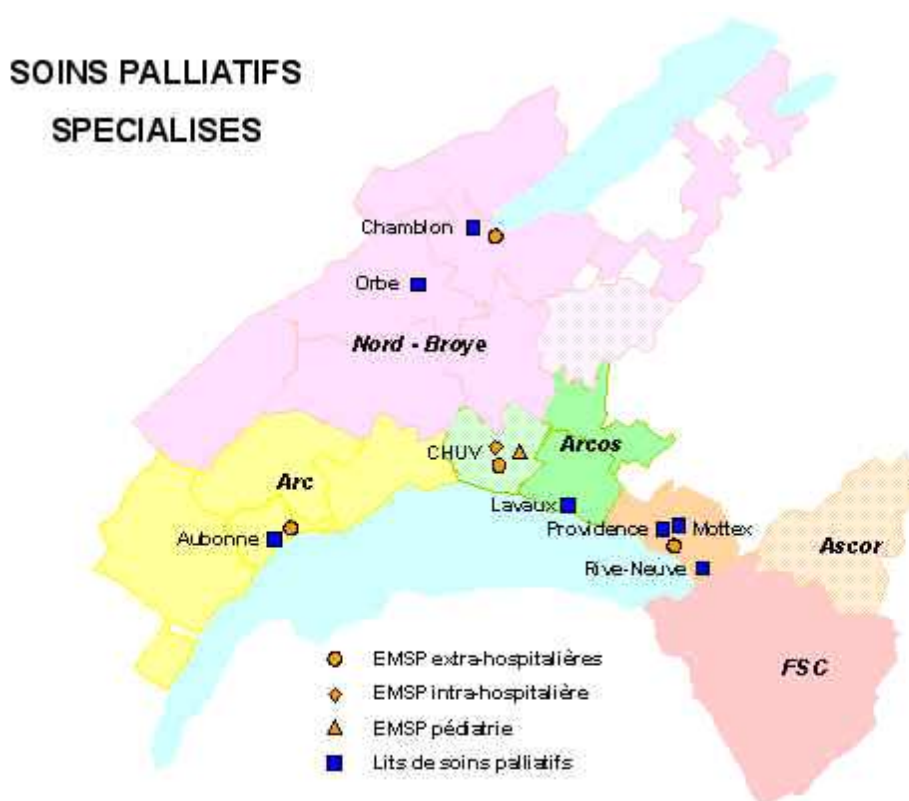 SOINS PALLIATIFS
SPECIALISES
Chamblon
Orbe
Nord - Broye
CHUV
Arcos
Arc
Lavaux
Providence
Mottex
Aubonne
Ascor
Rive-Neuve
FSC
EMSP extra-hospitalières
EMSP intra-hospitalière
EMSP pédiatrie
Lits de soins palliatifs